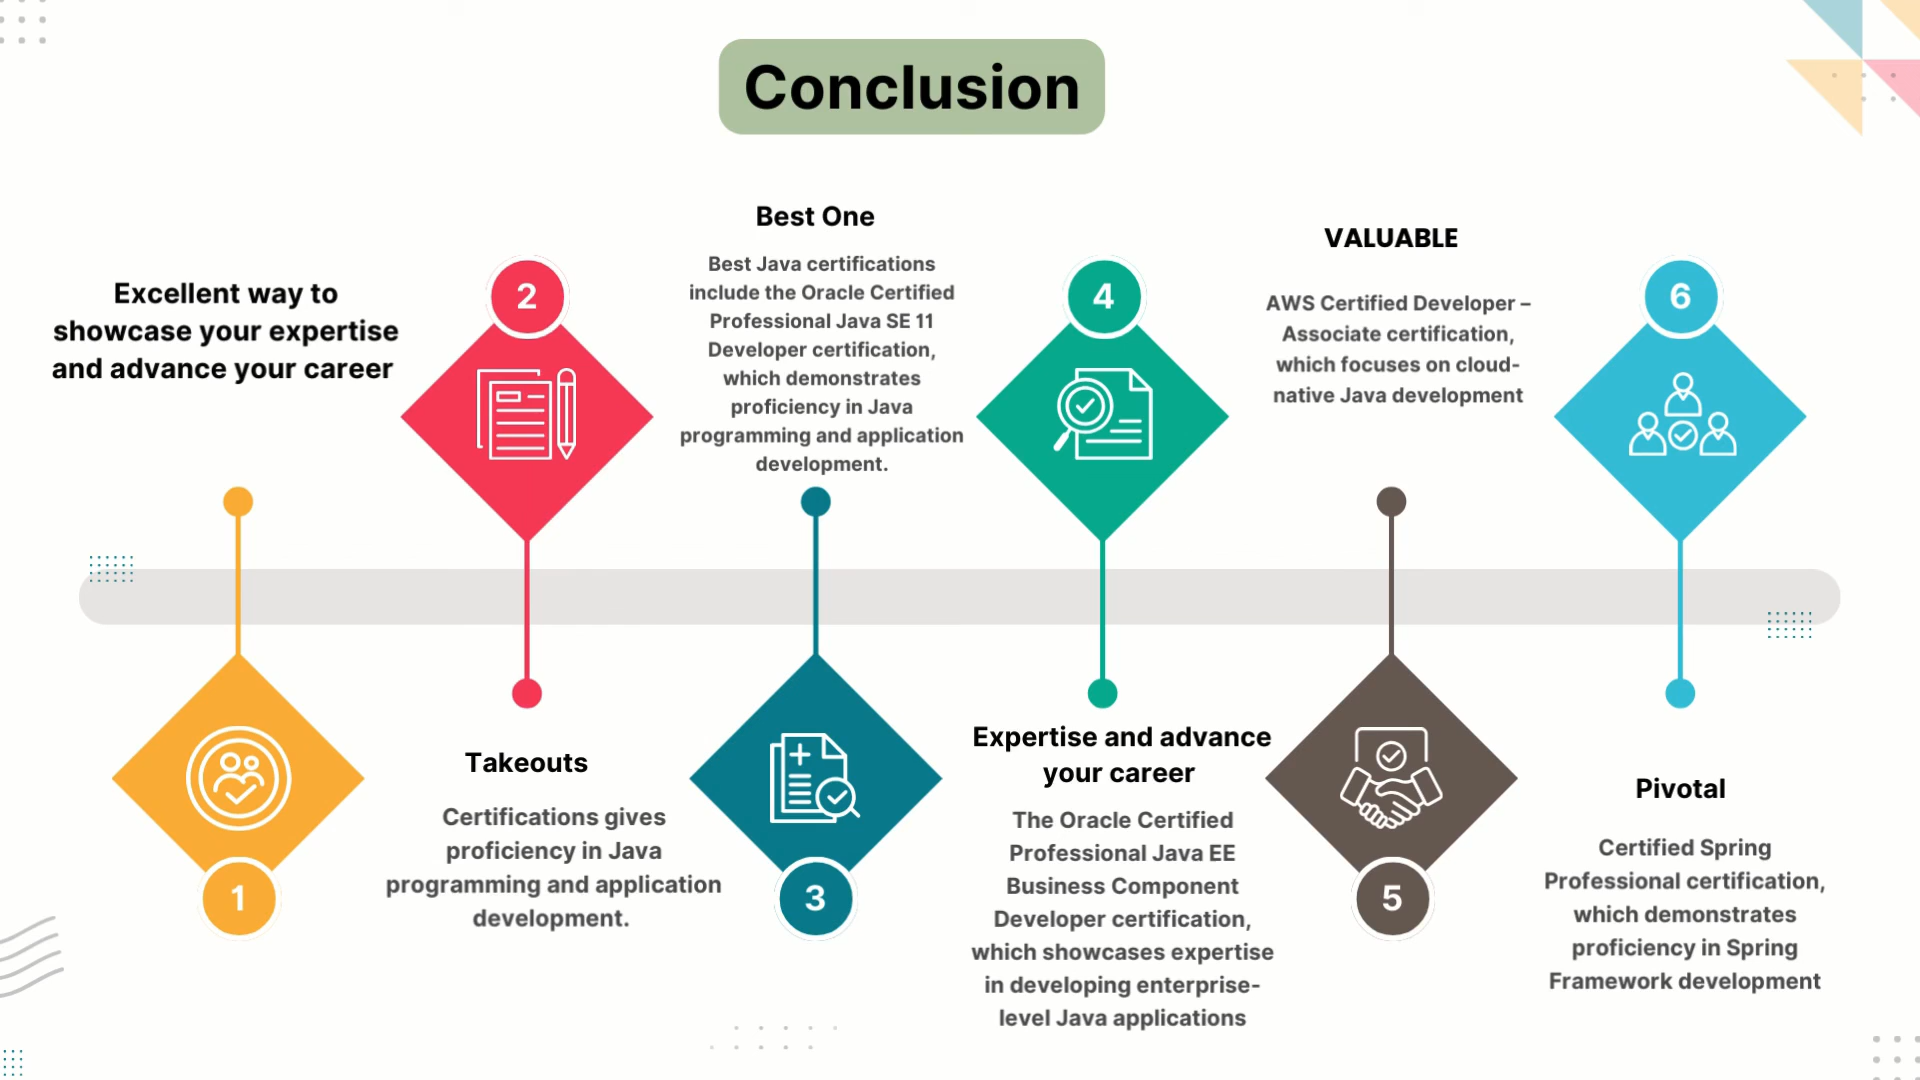 Conclusion
Excellent way to
showcase your expertise
and advance your career
1
2
Takeouts
Certifications gives
proficiency in Java
programming and application
development.
Best One
Best Java certifications
include the Oracle Certified
Professional Java SE 11
Developer certification,
which demonstrates
proficiency in Java
programming and application
development.
3
4
Expertise and advance
your career
The Oracle Certified
Professional Java EE
Business Component
Developer certification,
which showcases expertise
in developing enterprise-
level Java applications
VALUABLE
AWS Certified Developer –
Associate certification,
which focuses on cloud-
native Java development
5
6
Pivotal
Certified Spring
Professional certification,
which demonstrates
proficiency in Spring
Framework development